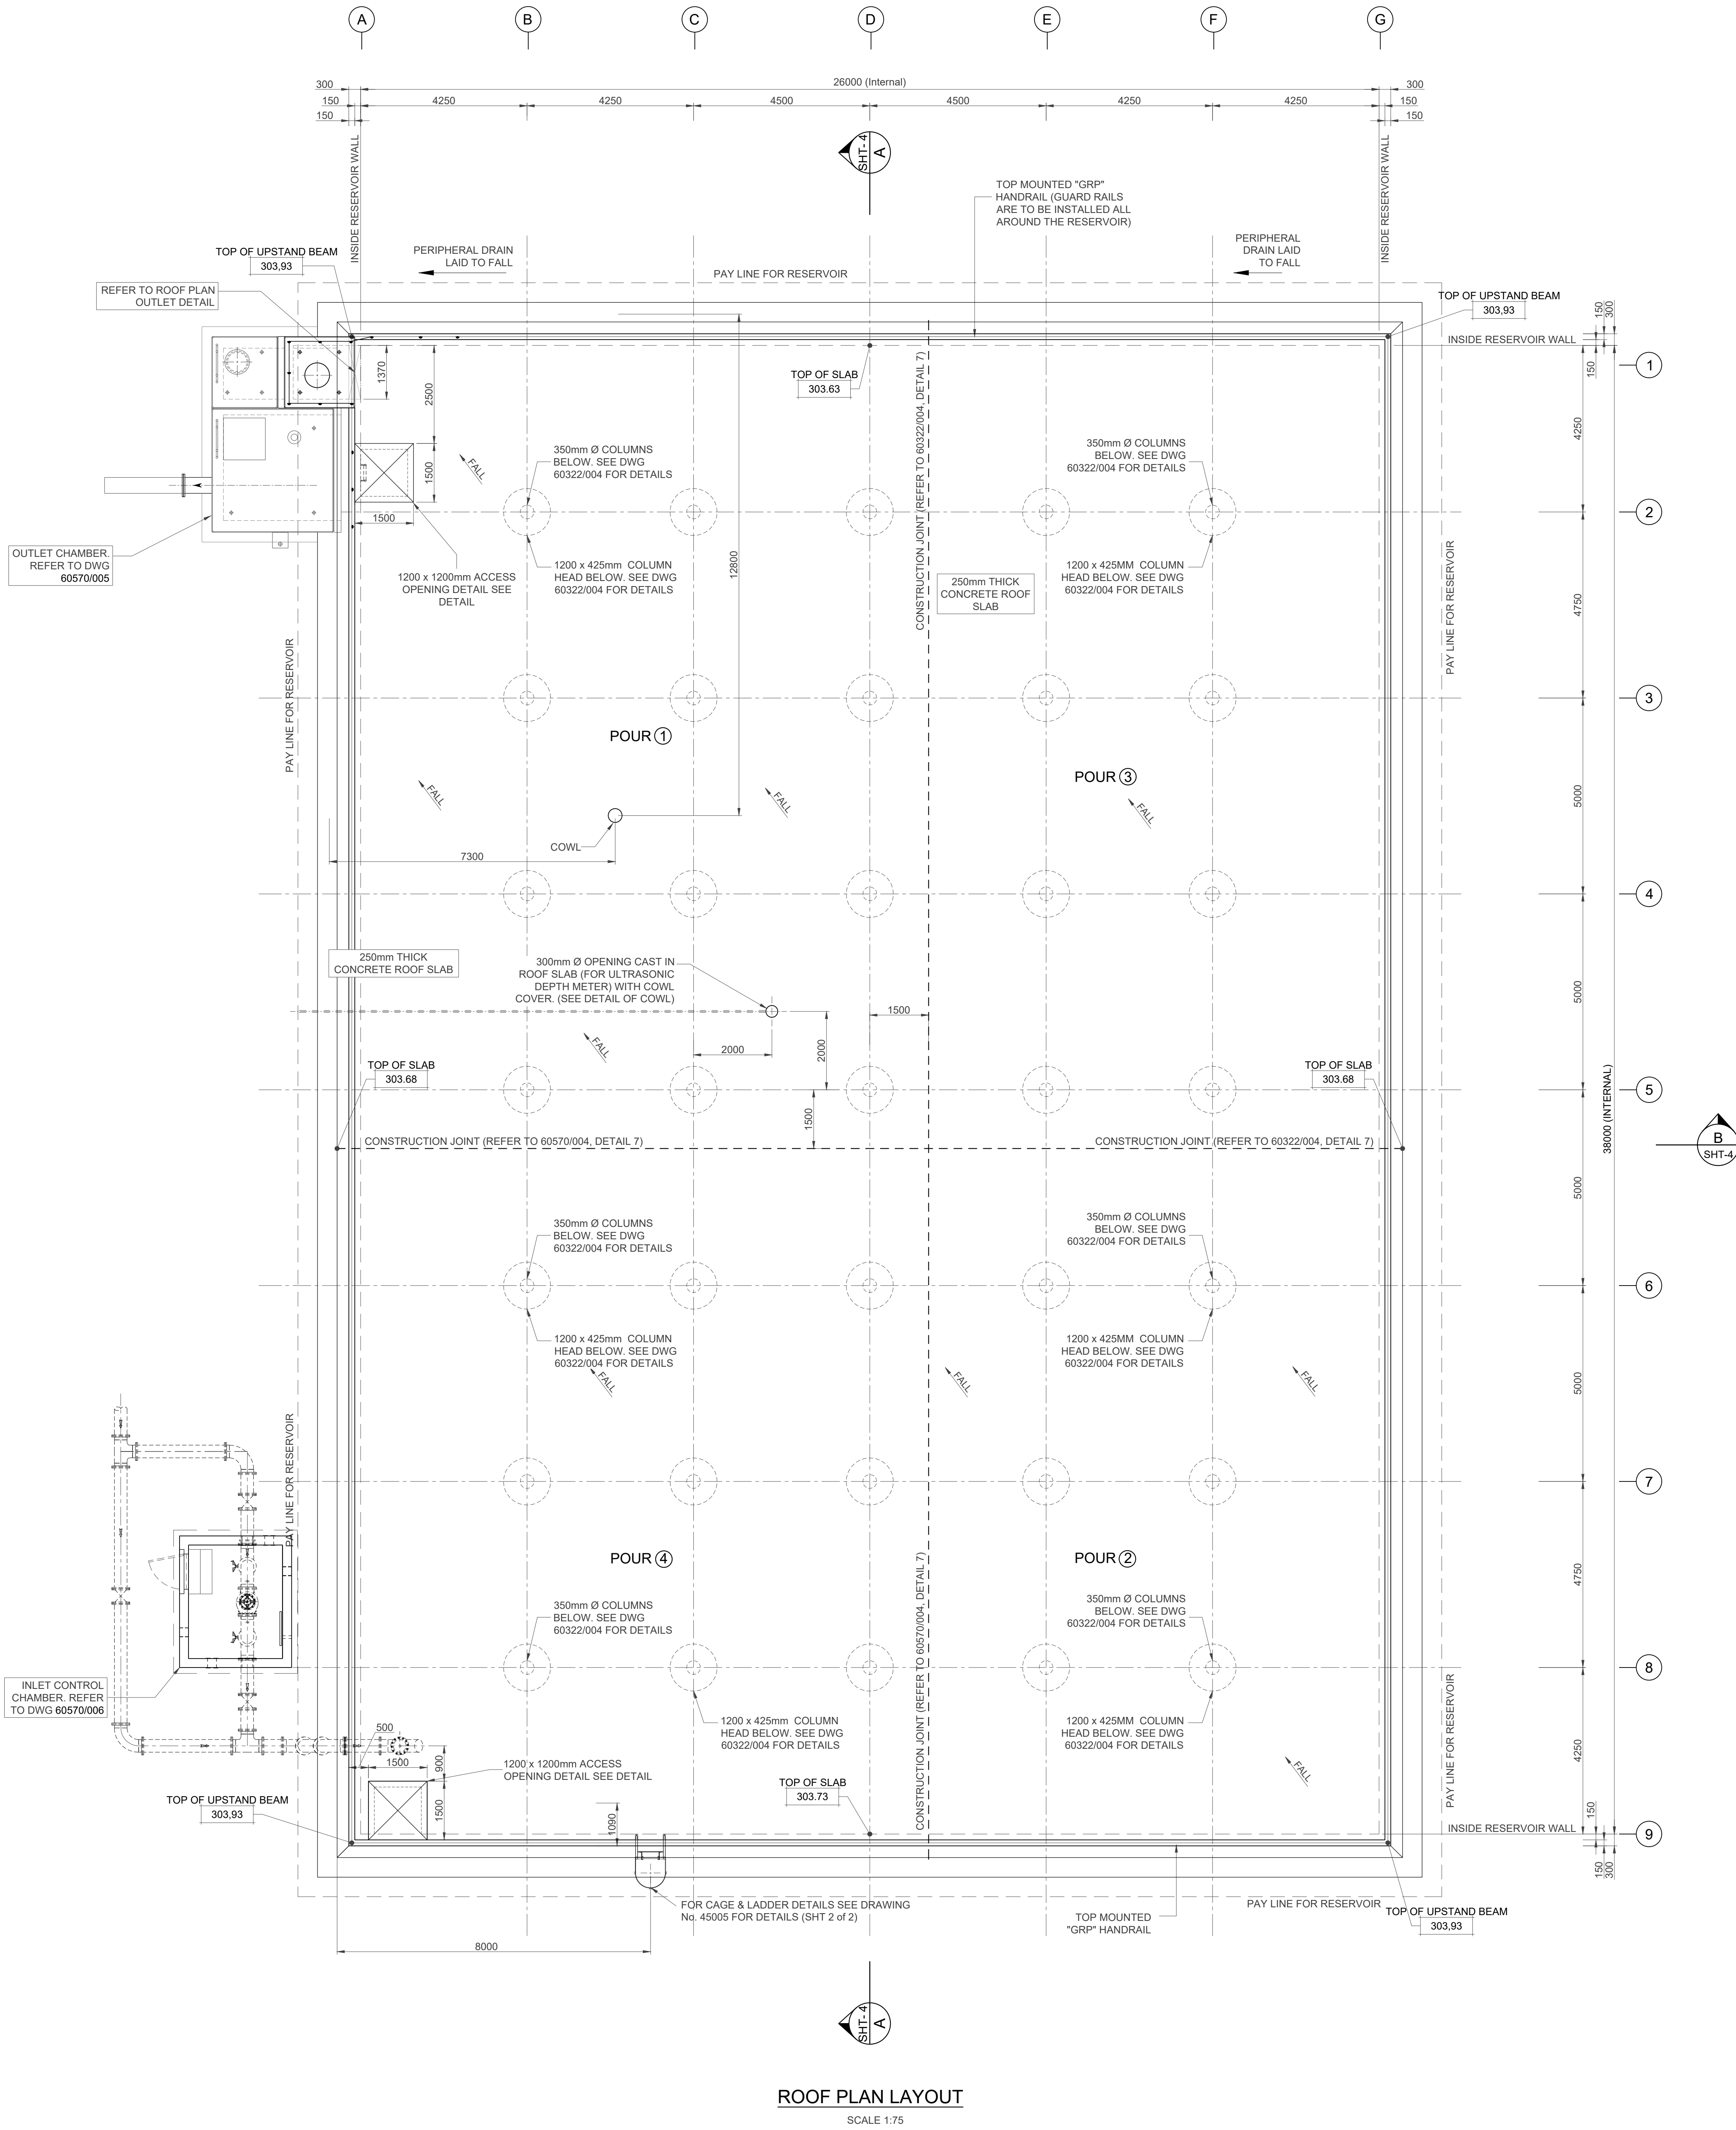 A
B
C
D
E
F
G
26000 (Internal)
300
300
150
4250
4250
4500
4500
4250
4250
150
150
150
INSIDE RESERVOIR WALL
INSIDE RESERVOIR WALL
SHT- 4
A
TOP MOUNTED "GRP"
HANDRAIL (GUARD RAILS
ARE TO BE INSTALLED ALL
AROUND THE RESERVOIR)
TOP OF UPSTAND BEAM
303,93
PERIPHERAL DRAIN
LAID TO FALL
PERIPHERAL
DRAIN LAID
TO FALL
PAY LINE FOR RESERVOIR
REFER TO ROOF PLAN
OUTLET DETAIL
TOP OF UPSTAND BEAM
303,93
150
300
INSIDE RESERVOIR WALL
150
1
1370
2500
TOP OF SLAB
303.63
CONSTRUCTION JOINT (REFER TO 60322/004, DETAIL 7)
4250
350mm Ø COLUMNS
BELOW. SEE DWG
60322/004 FOR DETAILS
350mm Ø COLUMNS
BELOW. SEE DWG
60322/004 FOR DETAILS
FALL
1500
1500
2
OUTLET CHAMBER.
REFER TO DWG
60570/005
1200 x 1200mm ACCESS
OPENING DETAIL SEE
DETAIL
1200 x 425mm COLUMN
HEAD BELOW. SEE DWG
60322/004 FOR DETAILS
12800
250mm THICK
CONCRETE ROOF
SLAB
1200 x 425MM COLUMN
HEAD BELOW. SEE DWG
60322/004 FOR DETAILS
PAY LINE FOR RESERVOIR
4750
PAY LINE FOR RESERVOIR
3
POUR 1
POUR 3
FALL
FALL
FALL
5000
COWL
7300
4
250mm THICK
CONCRETE ROOF SLAB
300mm Ø OPENING CAST IN
ROOF SLAB (FOR ULTRASONIC
DEPTH METER) WITH COWL
COVER. (SEE DETAIL OF COWL)
1500
5000
FALL
2000
2000
TOP OF SLAB
303.68
TOP OF SLAB
303.68
5
1500
38000 (INTERNAL)
CONSTRUCTION JOINT (REFER TO 60570/004, DETAIL 7)
CONSTRUCTION JOINT (REFER TO 60322/004, DETAIL 7)
B
SHT-4
5000
350mm Ø COLUMNS
BELOW. SEE DWG
60322/004 FOR DETAILS
350mm Ø COLUMNS
BELOW. SEE DWG
60322/004 FOR DETAILS
6
1200 x 425mm COLUMN
HEAD BELOW. SEE DWG
60322/004 FOR DETAILS
1200 x 425MM COLUMN
HEAD BELOW. SEE DWG
60322/004 FOR DETAILS
FALL
FALL
FALL
5000
PAY LINE FOR RESERVOIR
7
POUR 4
POUR 2
CONSTRUCTION JOINT (REFER TO 60570/004, DETAIL 7)
4750
350mm Ø COLUMNS
BELOW. SEE DWG
60322/004 FOR DETAILS
350mm Ø COLUMNS
BELOW. SEE DWG
60322/004 FOR DETAILS
8
INLET CONTROL
CHAMBER. REFER
TO DWG 60570/006
1200 x 425mm COLUMN
HEAD BELOW. SEE DWG
60322/004 FOR DETAILS
1200 x 425MM COLUMN
HEAD BELOW. SEE DWG
60322/004 FOR DETAILS
PAY LINE FOR RESERVOIR
4250
500
1500
900
1200 x 1200mm ACCESS
OPENING DETAIL SEE DETAIL
FALL
TOP OF SLAB
303.73
TOP OF UPSTAND BEAM
303,93
1500
1090
150
INSIDE RESERVOIR WALL
9
150
300
FOR CAGE & LADDER DETAILS SEE DRAWING
No. 45005 FOR DETAILS (SHT 2 of 2)
TOP MOUNTED
"GRP" HANDRAIL
PAY LINE FOR RESERVOIR
TOP OF UPSTAND BEAM
303,93
8000
SHT- 4
A
ROOF PLAN LAYOUT
SCALE 1:75